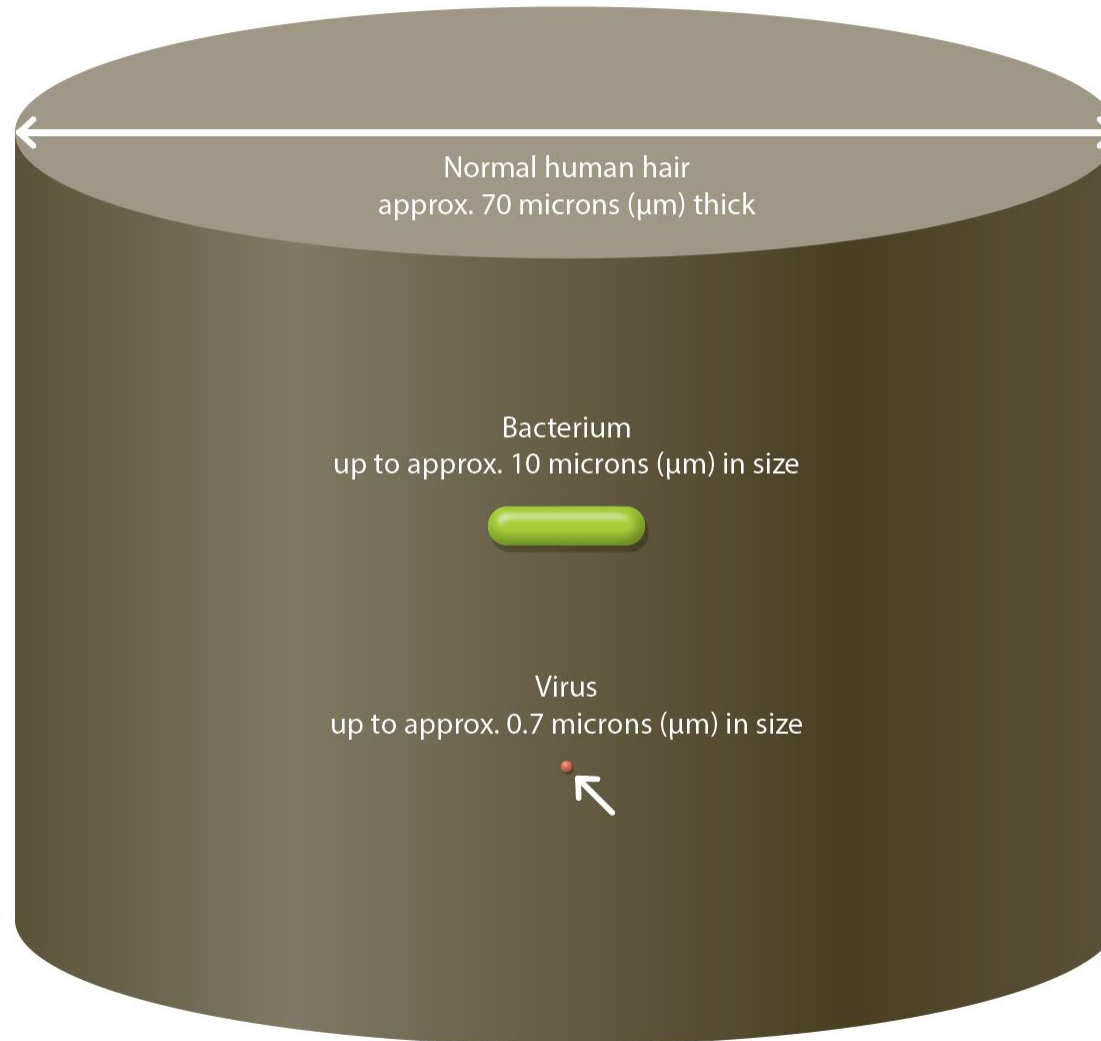 Normal human hair
approx. 70 microns (μm) thick
Bacterium
up to approx. 10 microns (μm) in size
Virus
up to approx. 0.7 microns (μm) in size